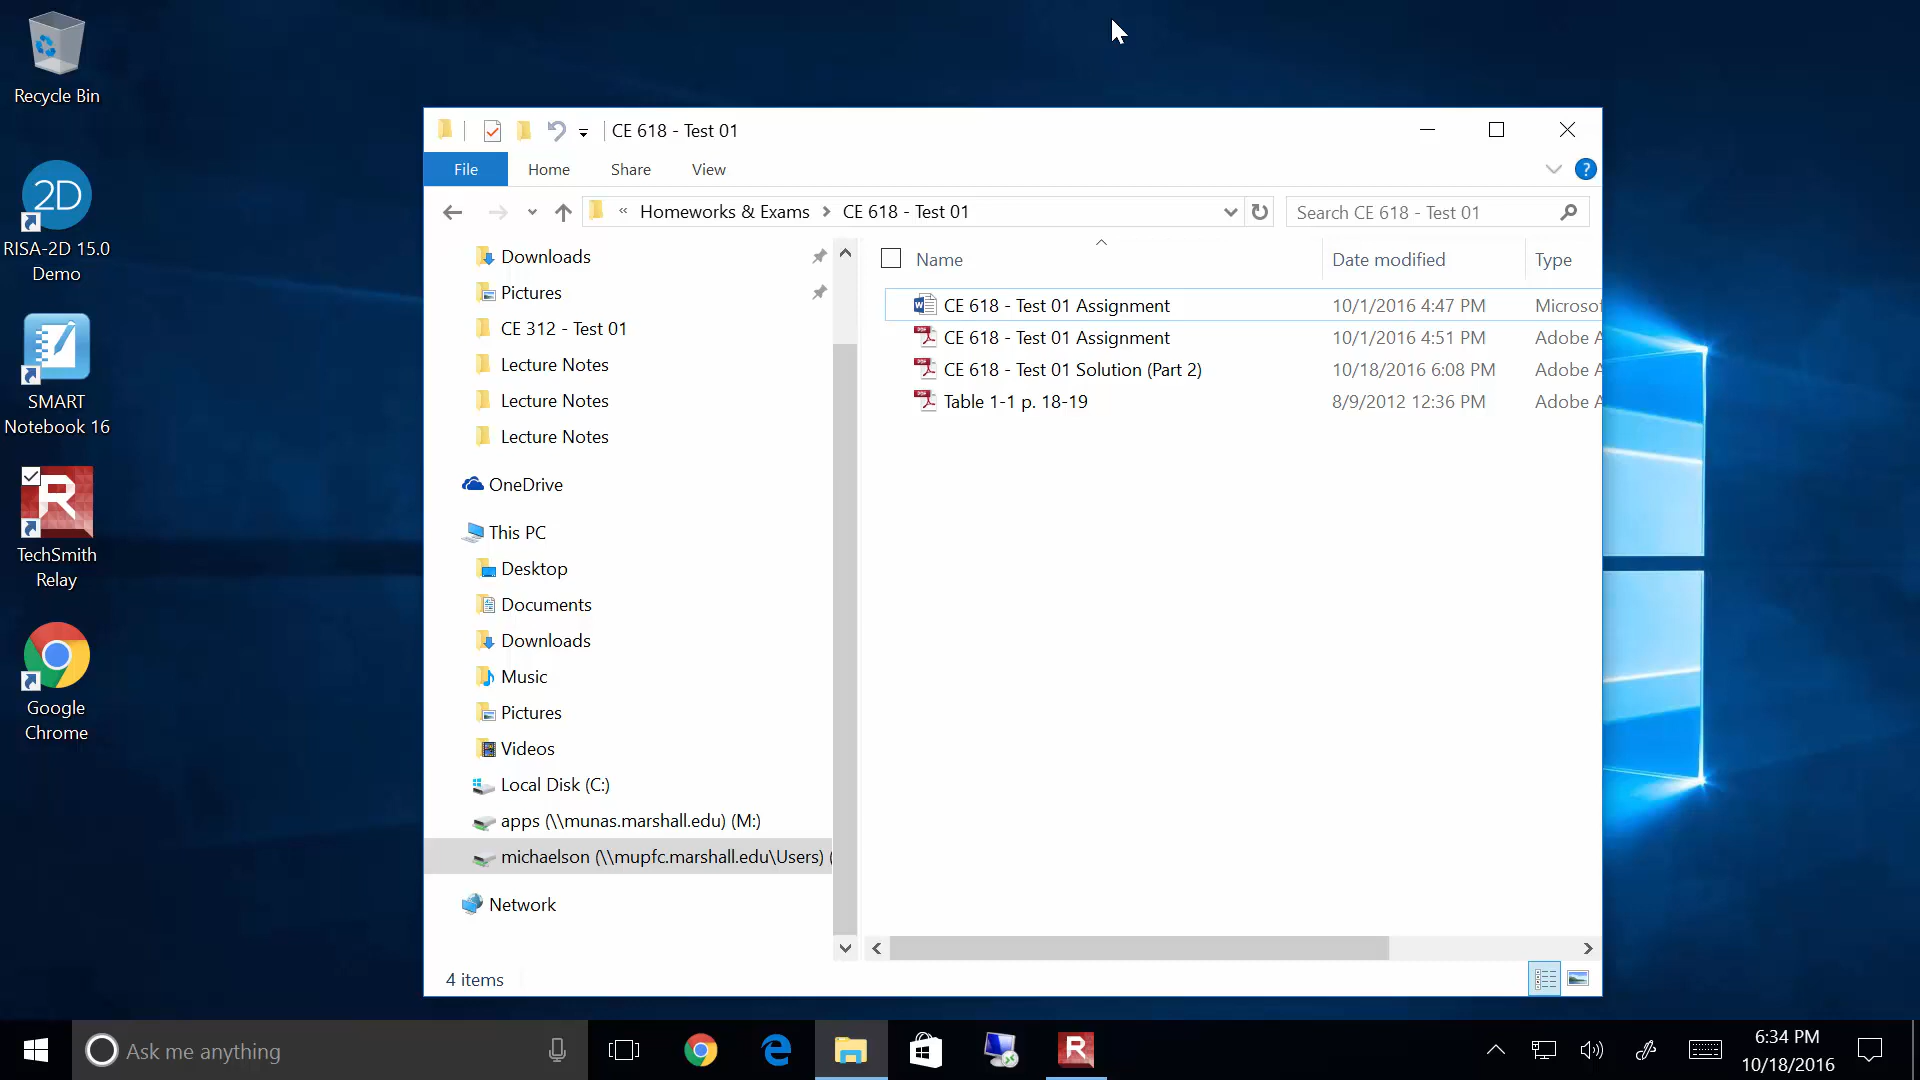 Recycle Bin
2D
RISA-2D 15.0
Demo
SMART
Notebook 16
R
TechSmith
Relay
Google
Chrome
CE 618 - Test 01
File Home Share View
?
« Homeworks & Exams > CE 618 - Test 01
Search CE 618 - Test 01
Downloads
Pictures
CE 312 - Test 01
Lecture Notes
Lecture Notes
Lecture Notes
OneDrive
This PC
Desktop
Documents
Downloads
Music
Pictures
Videos
Local Disk (C:)
apps (\\munas.marshall.edu) (M:)
michaelson (\\mupfc.marshall.edu\Users) (
Network
Name Date modified Type
CE 618 - Test 01 Assignment 10/1/2016 4:47 PM Microsof
CE 618 - Test 01 Assignment 10/1/2016 4:51 PM Adobe A
CE 618 - Test 01 Solution (Part 2) 10/18/2016 6:08 PM Adobe A
Table 1-1 p. 18-19 8/9/2012 12:36 PM Adobe A
4 items
Ask me anything
R
6:34 PM
10/18/2016